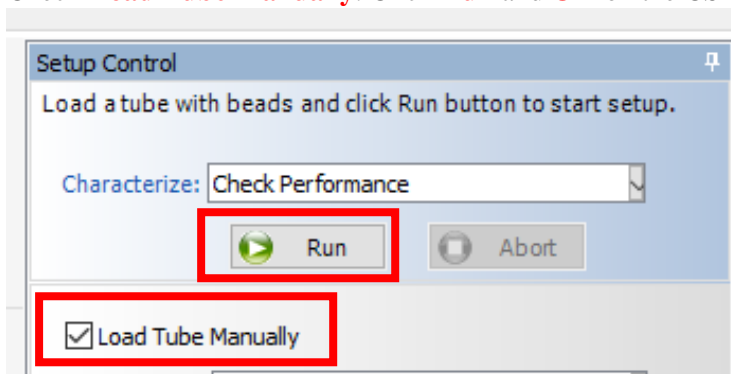 Setup Control
Load a tube with beads and click Run button to start setup.
Characterize: Check Performance
Run
Abort
Load Tube Manually